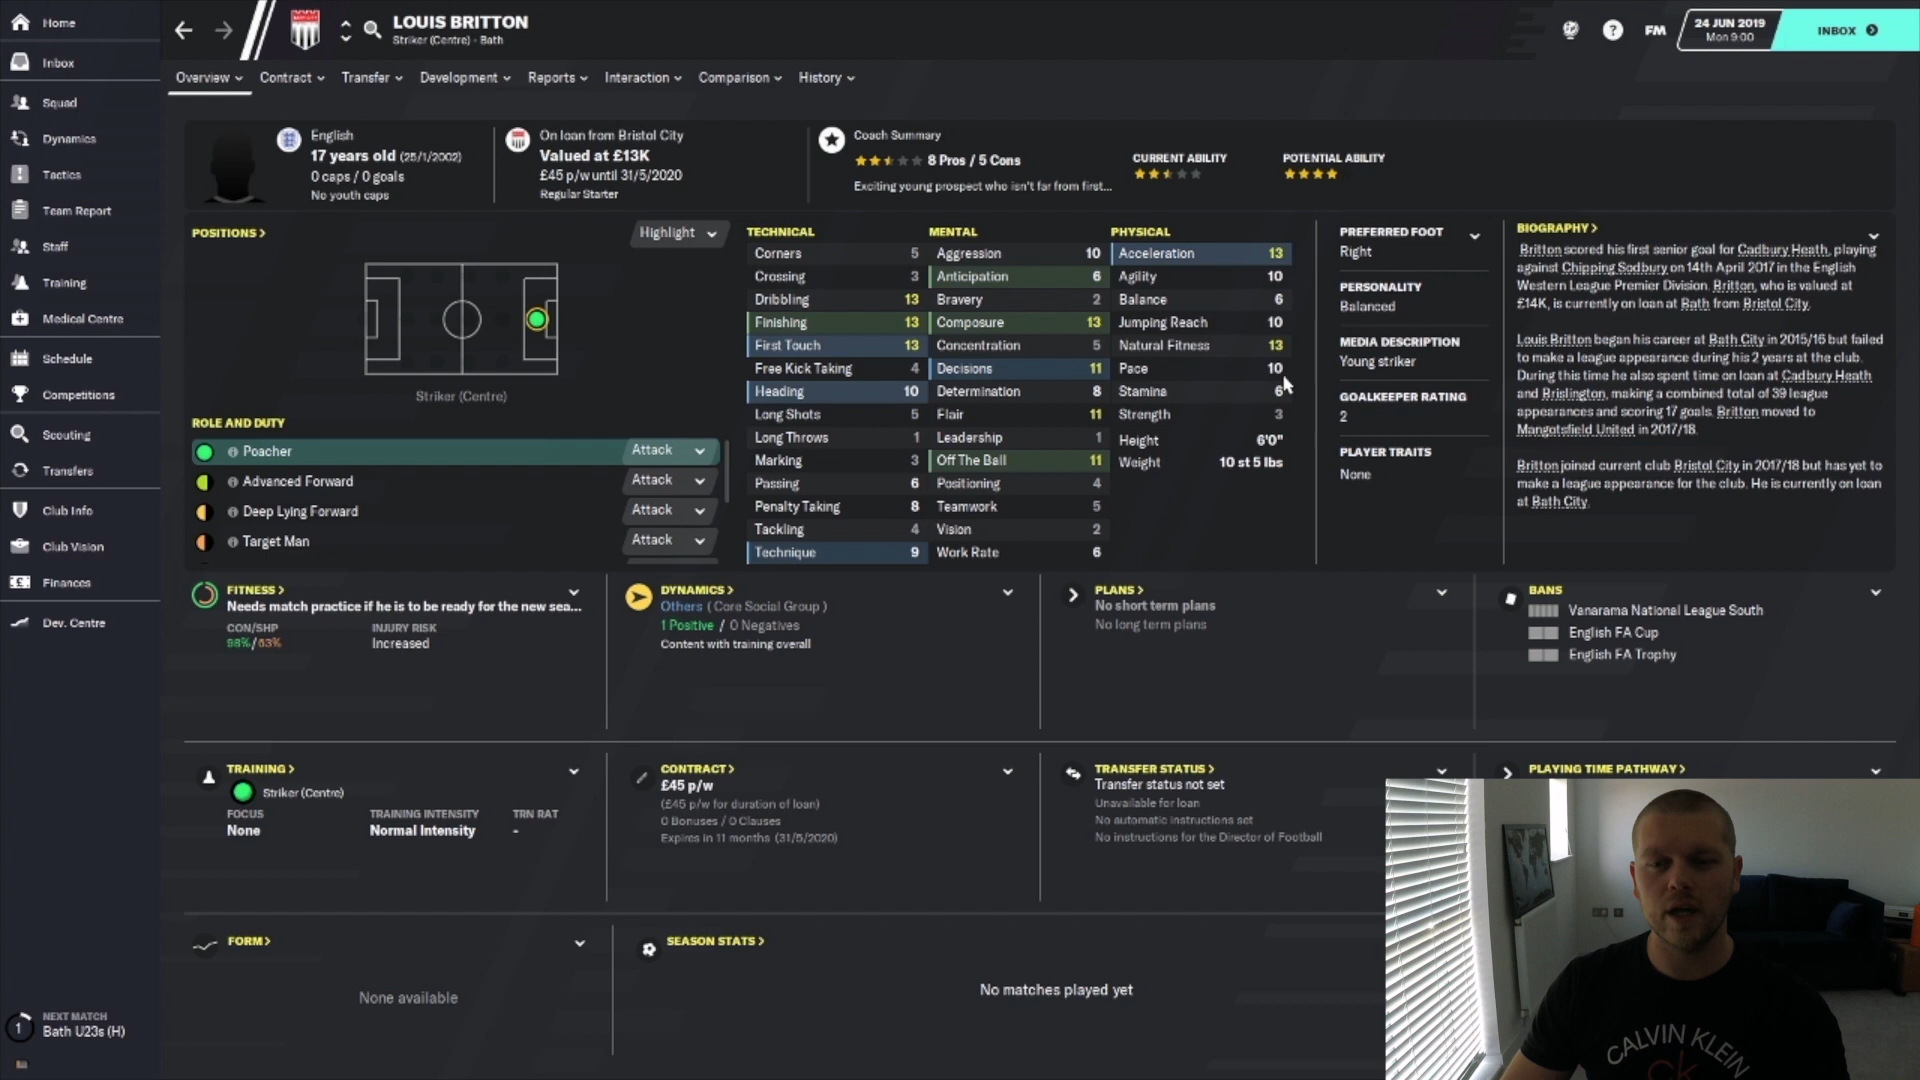 Home
Inbox
Squad
Dynamics
Tactics
Team Report
Staff
Training
Medical Centre
Schedule
Competitions
Scouting
Transfers
Club Info
Club Vision
Finances
Dev. Centre
1
NEXT MATCH
Bath U23s (H)
LOUIS BRITTON
Striker (Centre) - Bath
FM
24 JUN 2019
Mon 9:00
INBOX
Overview Contract Transfer Development Reports Interaction Comparison History
English
17 years old (25/1/2002)
0 caps / 0 goals
No youth caps
On loan from Bristol City
Valued at £13K
£45 p/w until 31/5/2020
Regular Starter
Coach Summary
8 Pros / 5 Cons
Exciting young prospect who isn't far from first...
CURRENT ABILITY
POTENTIAL ABILITY
POSITIONS >
Highlight
Striker (Centre)
ROLE AND DUTY
Poacher Attack
Advanced Forward Attack
Deep Lying Forward Attack
Target Man Attack
TECHNICAL
Corners 5
Crossing 3
Dribbling 13
Finishing 13
First Touch 13
Free Kick Taking 4
Heading 10
Long Shots 5
Long Throws 1
Marking 3
Passing 6
Penalty Taking 8
Tackling 4
Technique 9
MENTAL
Aggression 10
Anticipation 6
Bravery 2
Composure 13
Concentration 5
Decisions 11
Determination 8
Flair 11
Leadership 1
Off The Ball 11
Positioning 4
Teamwork 5
Vision 2
Work Rate 6
PHYSICAL
Acceleration 13
Agility 10
Balance 6
Jumping Reach 10
Natural Fitness 13
Pace 10
Stamina 6
Strength 3
Height 6'0"
Weight 10 st 5 lbs
PREFERRED FOOT
Right
PERSONALITY
Balanced
MEDIA DESCRIPTION
Young striker
GOALKEEPER RATING
2
PLAYER TRAITS
None
BIOGRAPHY >
Britton scored his first senior goal for Cadbury Heath, playing
against Chipping Sodbury on 14th April 2017 in the English
Western League Premier Division. Britton, who is valued at
£14K, is currently on loan at Bath from Bristol City.
Louis Britton began his career at Bath City in 2015/16 but failed
to make a league appearance during his 2 years at the club.
During this time he also spent time on loan at Cadbury Heath
and Brislington, making a combined total of 39 league
appearances and scoring 17 goals. Britton moved to
Mangotsfield United in 2017/18.
Britton joined current club Bristol City in 2017/18 but has yet to
make a league appearance for the club. He is currently on loan
at Bath City.
FITNESS >
Needs match practice if he is to be ready for the new sea...
CON/SHP
98%/63%
INJURY RISK
Increased
DYNAMICS >
Others ( Core Social Group )
1 Positive / 0 Negatives
Content with training overall
PLANS >
No short term plans
No long term plans
BANS
Vanarama National League South
English FA Cup
English FA Trophy
TRAINING >
Striker (Centre)
FOCUS
None
TRAINING INTENSITY
Normal Intensity
TRN RAT
-
CONTRACT >
£45 p/w
(£45 p/w for duration of loan)
0 Bonuses / 0 Clauses
Expires in 11 months (31/5/2020)
TRANSFER STATUS >
Transfer status not set
Unavailable for loan
No automatic instructions set
No instructions for the Director of Football
PLAYING TIME PATHWAY >
FORM >
None available
SEASON STATS >
No matches played yet
CALVIN KLEIN
CK